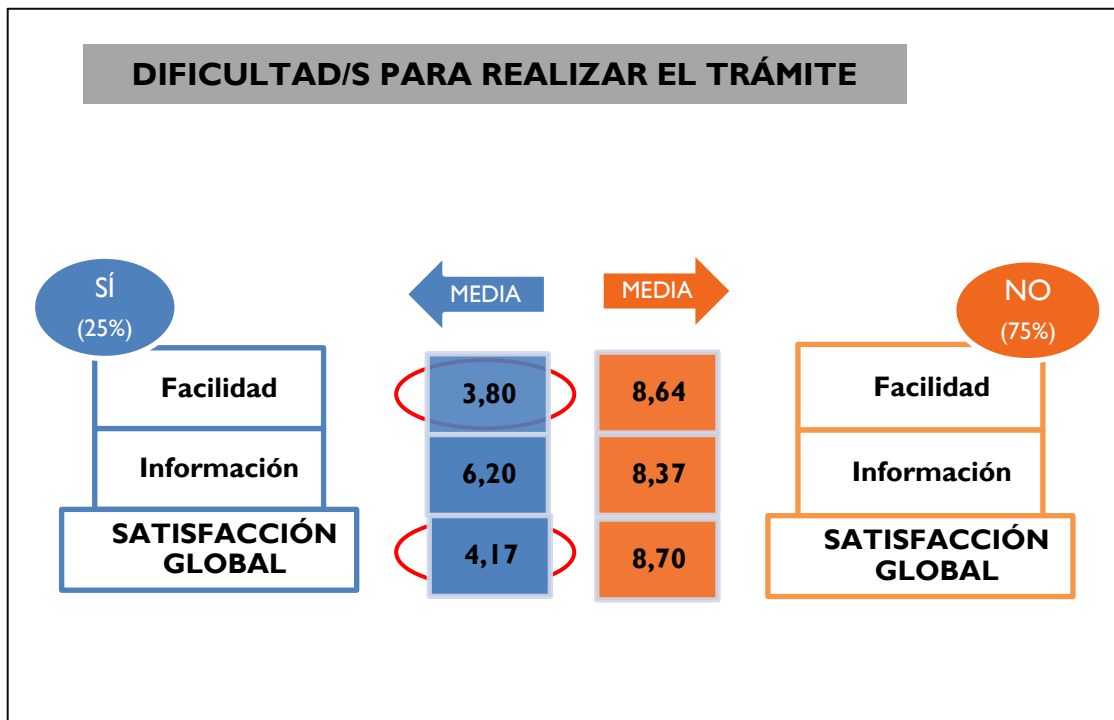 DIFICULTAD/S PARA REALIZAR EL TRÁMITE
SÍ
(25%)
MEDIA
MEDIA
NO
(75%)
Facilidad
3,80
8,64
Facilidad
Información
6,20
8,37
Información
SATISFACCIÓN
GLOBAL
4,17
8,70
SATISFACCIÓN
GLOBAL